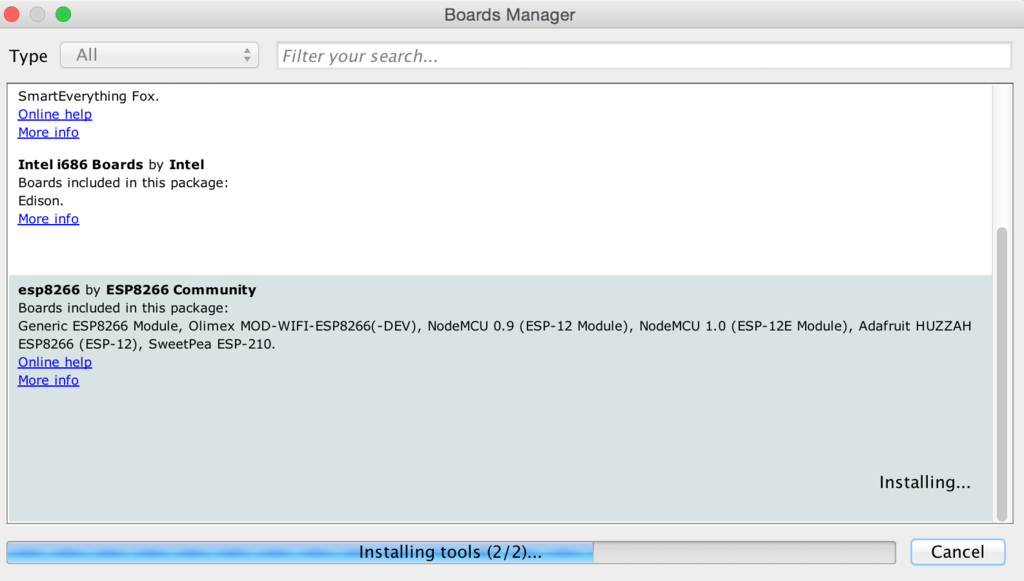 Boards Manager
Type All Filter your search...
SmartEverything Fox.
Online help
More info
Intel i686 Boards by Intel
Boards included in this package:
Edison.
More info
esp8266 by ESP8266 Community
Boards included in this package:
Generic ESP8266 Module, Olimex MOD-WIFI-ESP8266(-DEV), NodeMCU 0.9 (ESP-12 Module), NodeMCU 1.0 (ESP-12E Module), Adafruit HUZZAH
ESP8266 (ESP-12), SweetPea ESP-210.
Online help
More info
Installing...
Installing tools (2/2)... Cancel